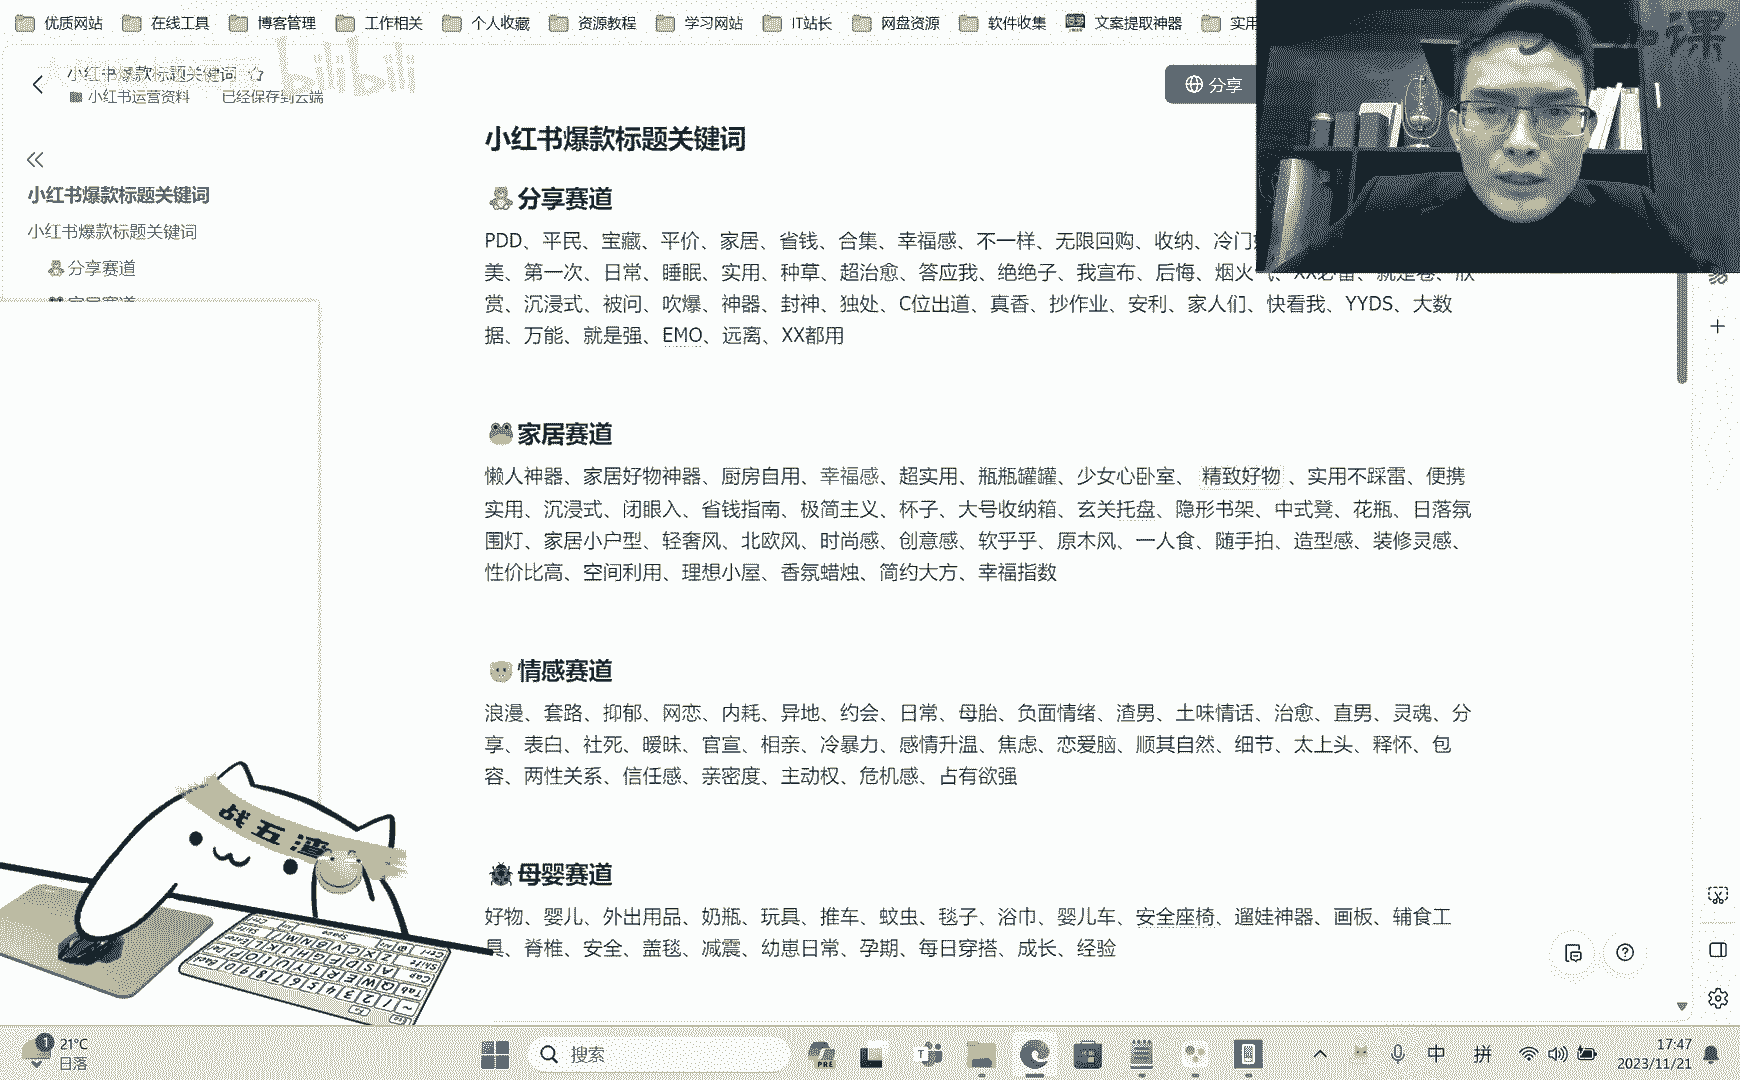 优质网站 在线工具 博客管理 工作相关 个人收藏 资源教程 学习网站 IT站长 网盘资源 软件收集 文案提取神器 实用
小红书爆款标题关键词
bilibili
小红书运营资料 已经保存到云端
分享
课
小红书爆款标题关键词
小红书爆款标题关键词
分享赛道
家居赛道
小红书爆款标题关键词
分享赛道
PDD、平民、宝藏、平价、家居、省钱、合集、幸福感、不一样、无限回购、收纳、冷门
美、第一次、日常、睡眠、实用、种草、超治愈、答应我、绝绝子、我宣布、后悔、烟火气、XX必备、就是卷、欣
赏、沉浸式、被问、吹爆、神器、封神、独处、C位出道、真香、抄作业、安利、家人们、快看我、YYDS、大数
据、万能、就是强、EMO、远离、XX都用
家居赛道
懒人神器、家居好物神器、厨房自用、幸福感、超实用、瓶瓶罐罐、少女心卧室、精致好物、实用不踩雷、便携
实用、沉浸式、闭眼入、省钱指南、极简主义、杯子、大号收纳箱、玄关托盘、隐形书架、中式凳、花瓶、日落氛
围灯、家居小户型、轻奢风、北欧风、时尚感、创意感、软乎乎、原木风、一人食、随手拍、造型感、装修灵感、
性价比高、空间利用、理想小屋、香氛蜡烛、简约大方、幸福指数
情感赛道
浪漫、套路、抑郁、网恋、内耗、异地、约会、日常、母胎、负面情绪、渣男、土味情话、治愈、直男、灵魂、分
享、表白、社死、暧昧、官宣、相亲、冷暴力、感情升温、焦虑、恋爱脑、顺其自然、细节、太上头、释怀、包
容、两性关系、信任感、亲密度、主动权、危机感、占有欲强
母婴赛道
好物、婴儿、外出用品、奶瓶、玩具、推车、蚊虫、毯子、浴巾、婴儿车、安全座椅、遛娃神器、画板、辅食工
具、脊椎、安全、盖毯、减震、幼崽日常、孕期、每日穿搭、成长、经验
战五渣
1
21°C
日落
搜索
PRE
中 拼
17:47
2023/11/21